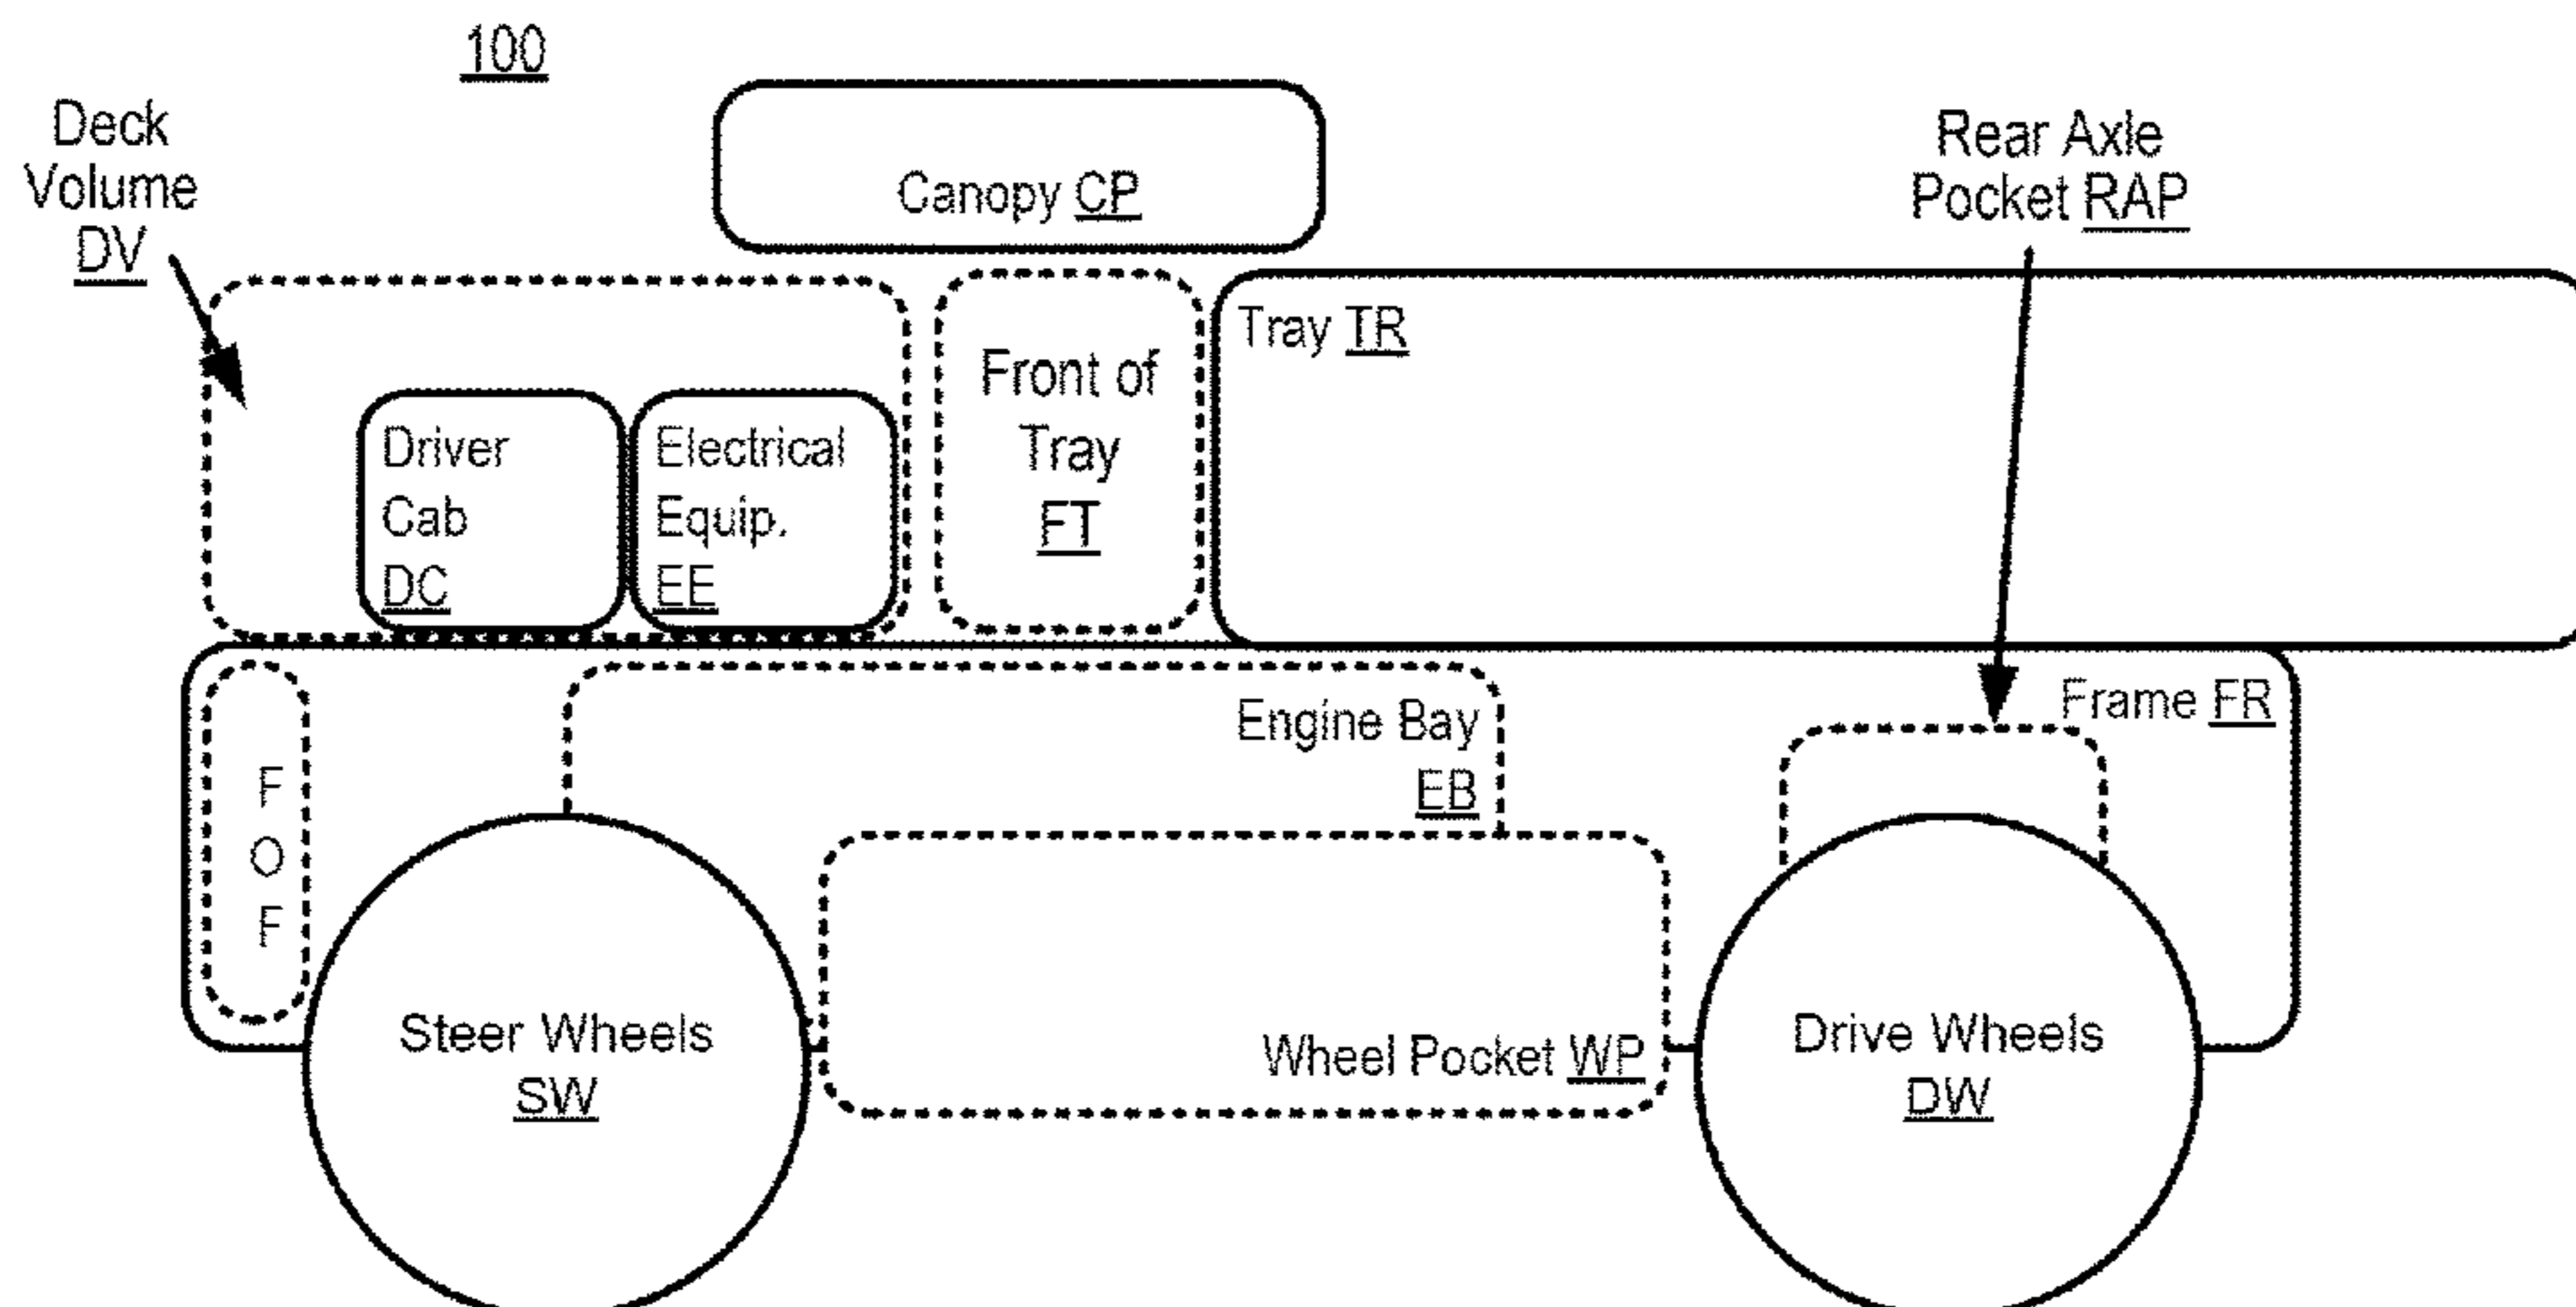 100
Deck
Volume
DV
Canopy CP
Rear Axle
Pocket RAP
Tray TR
Front of
Tray
FT
Driver
Cab
DC
Electrical
Equip.
EE
Engine Bay
EB
Frame FR
F
O
F
Steer Wheels
SW
Wheel Pocket WP
Drive Wheels
DW